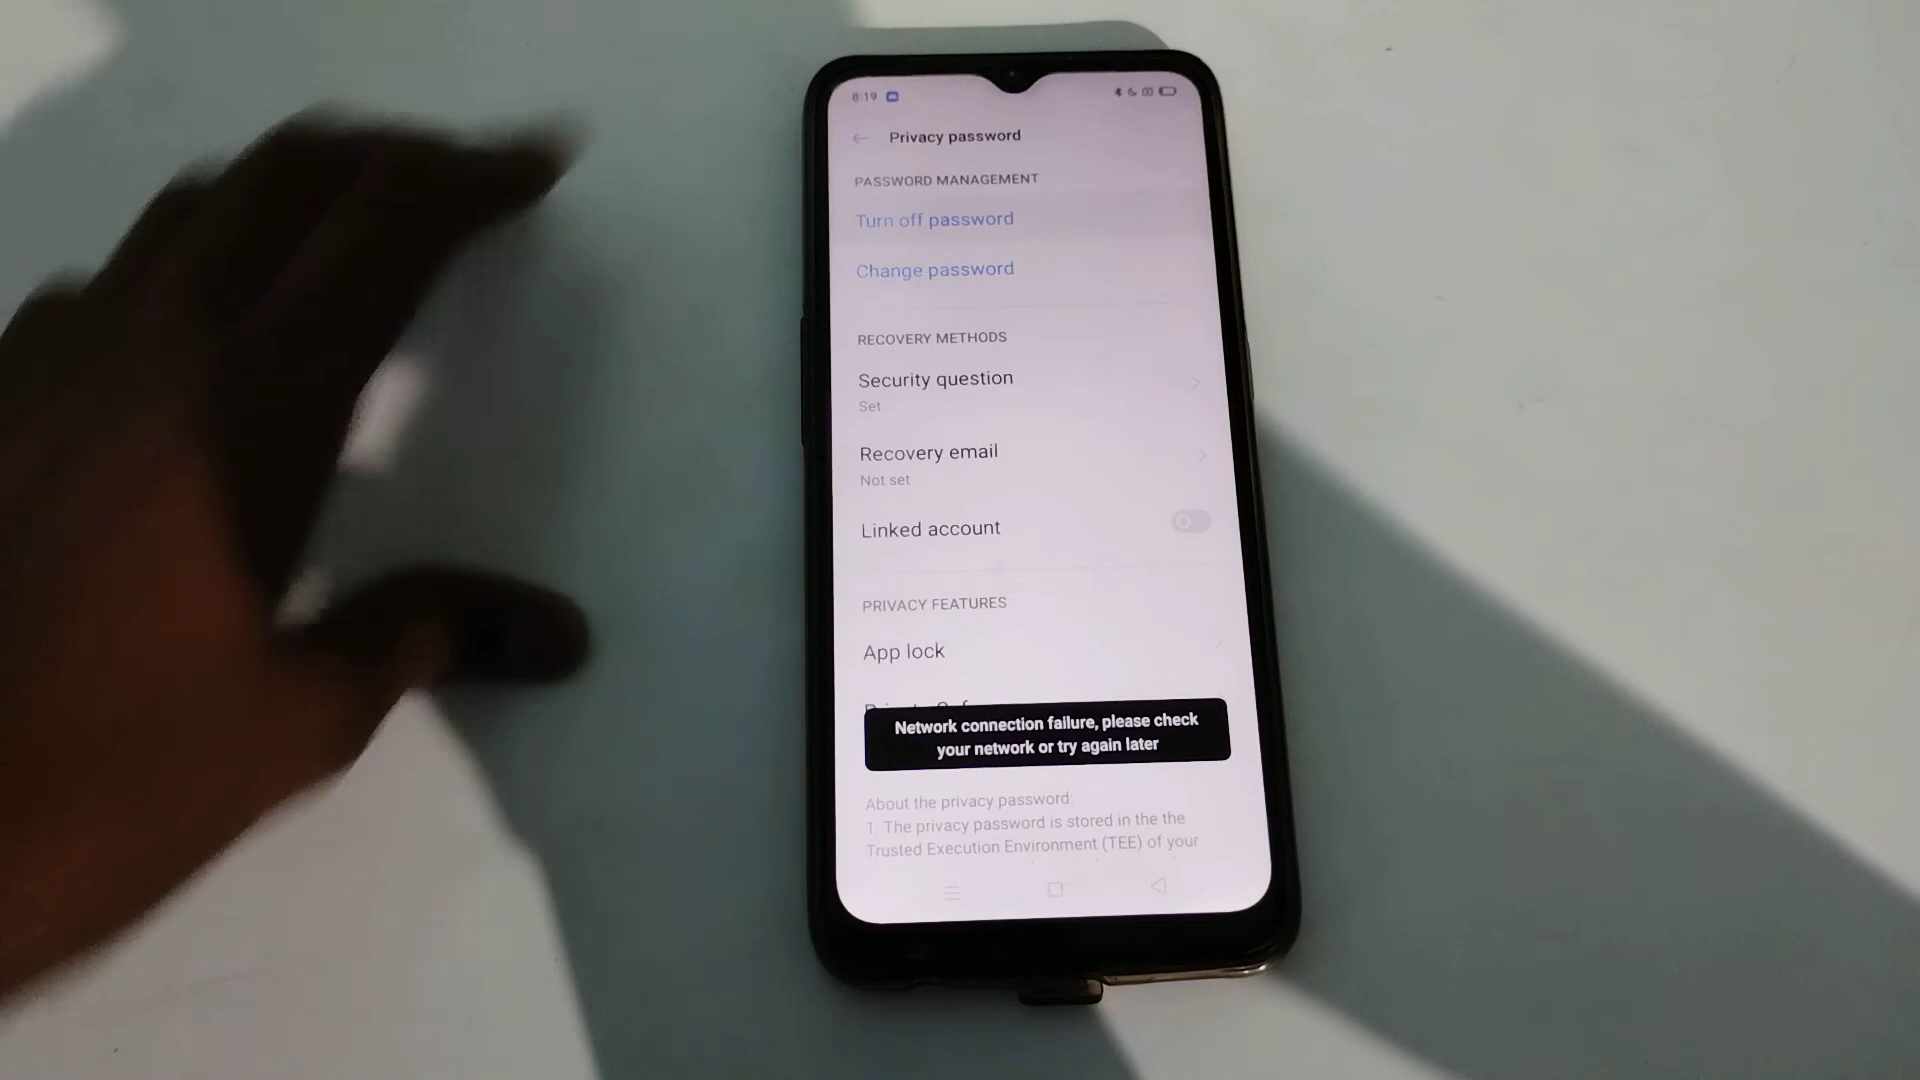 8:19
Privacy password
PASSWORD MANAGEMENT
Turn off password
Change password
RECOVERY METHODS
Security question
Set
Recovery email
Not set
Linked account
PRIVACY FEATURES
App lock
Network connection failure, please check
your network or try again later
About the privacy password:
1. The privacy password is stored in the the
Trusted Execution Environment (TEE) of your